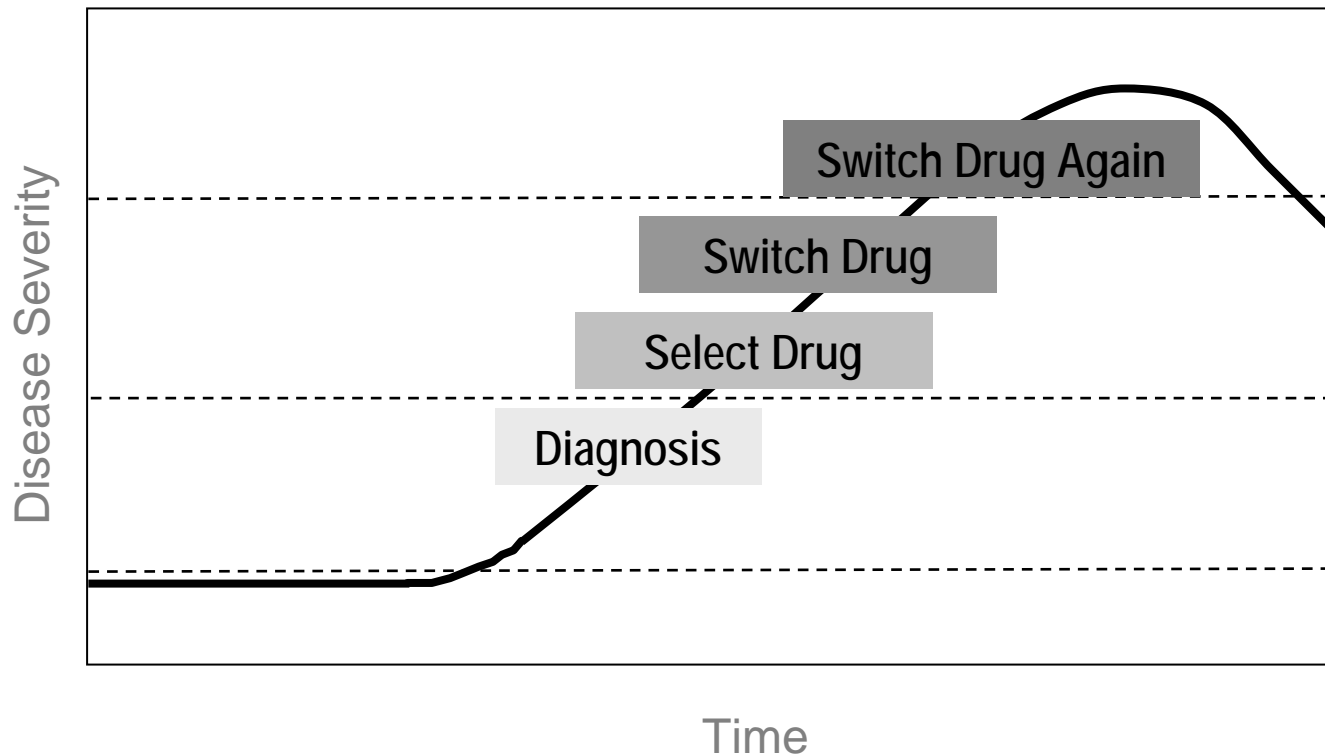 Disease Severity
Switch Drug Again
Switch Drug
Select Drug
Diagnosis
Time